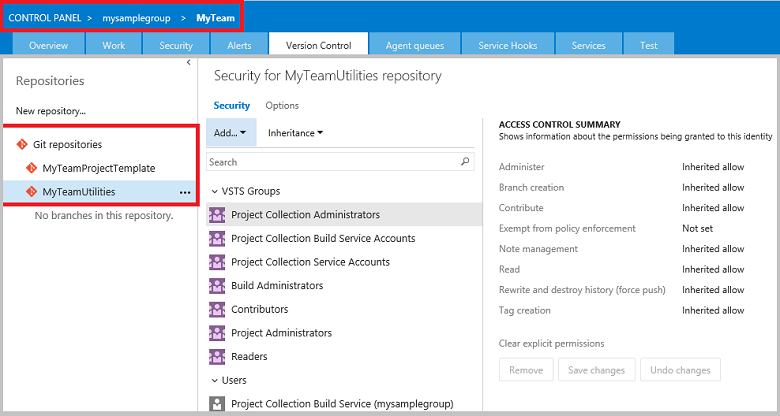 CONTROL PANEL > mysamplegroup > MyTeam
Overview Work Security Alerts Version Control Agent queues Service Hooks Services Test
Repositories
New repository...
Git repositories
MyTeamProjectTemplate
MyTeamUtilities ...
No branches in this repository.
Security for MyTeamUtilities repository
Security Options
Add... Inheritance
Search
VSTS Groups
Project Collection Administrators
Project Collection Build Service Accounts
Project Collection Service Accounts
Build Administrators
Contributors
Project Administrators
Readers
Users
Project Collection Build Service (mysamplegroup)
ACCESS CONTROL SUMMARY
Shows information about the permissions being granted to this identity
Administer Inherited allow
Branch creation Inherited allow
Contribute Inherited allow
Exempt from policy enforcement Not set
Note management Inherited allow
Read Inherited allow
Rewrite and destroy history (force push) Inherited allow
Tag creation Inherited allow
Clear explicit permissions
Remove Save changes Undo changes